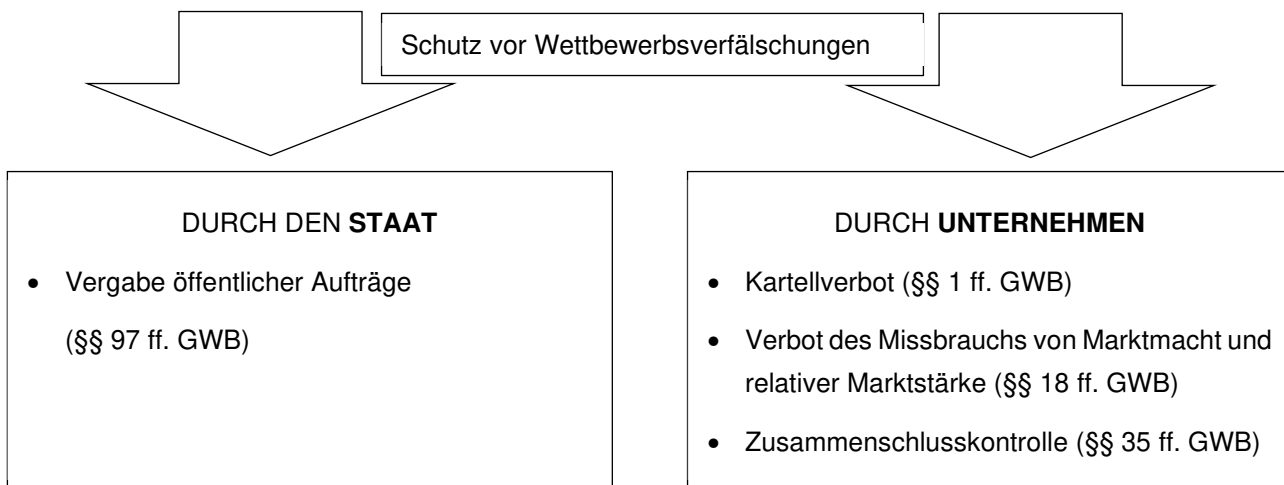 Schutz vor Wettbewerbsverfälschungen
DURCH DEN STAAT
• Vergabe öffentlicher Aufträge
(§§ 97 ff. GWB)
DURCH UNTERNEHMEN
• Kartellverbot (§§ 1 ff. GWB)
• Verbot des Missbrauchs von Marktmacht und
relativer Marktstärke (§§ 18 ff. GWB)
• Zusammenschlusskontrolle (§§ 35 ff. GWB)